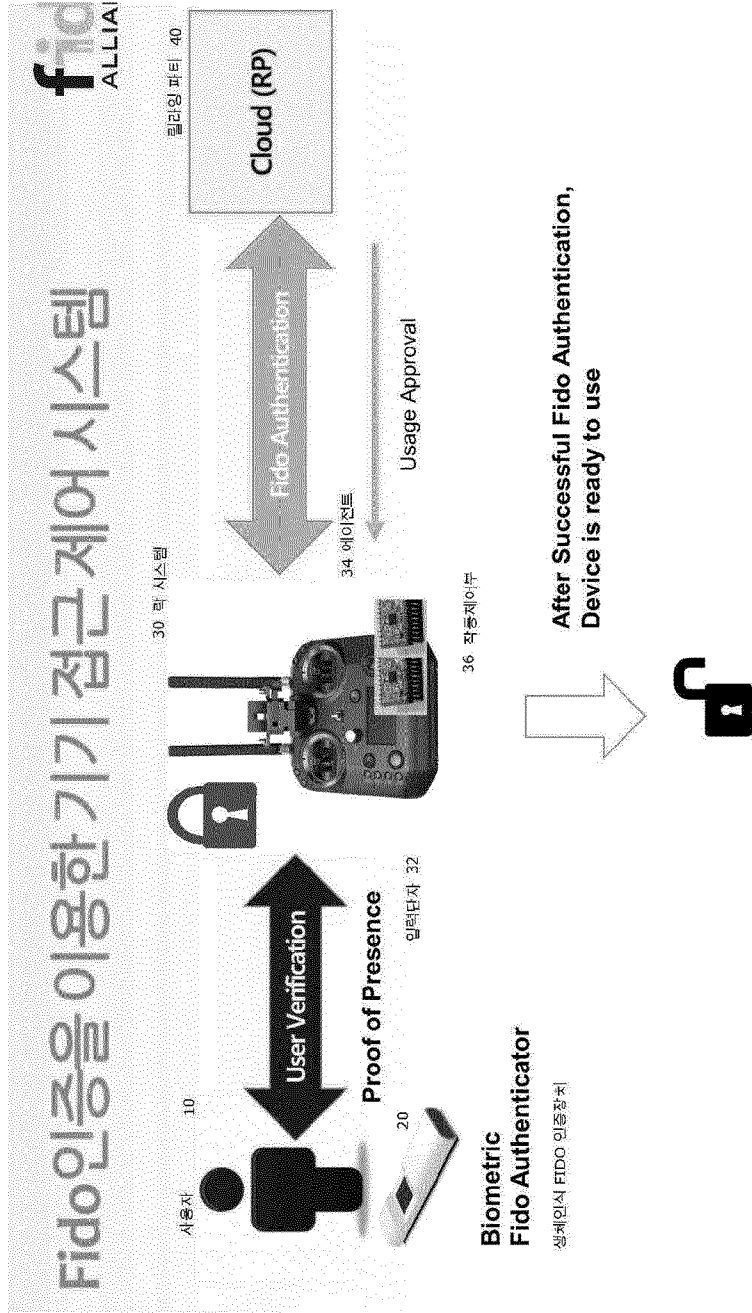 Fido인증을 이용한 기기 접근 제어 시스템
fido
ALLIA
사용자 10
User Verification
Proof of Presence
20
Biometric
Fido Authenticator
생체인식 FIDO 인증장치
입력단자 32
30 락 시스템
34 에이전트
36 작동제어부
Fido Authentication
Usage Approval
릴라잉 파티 40
Cloud (RP)
After Successful Fido Authentication,
Device is ready to use